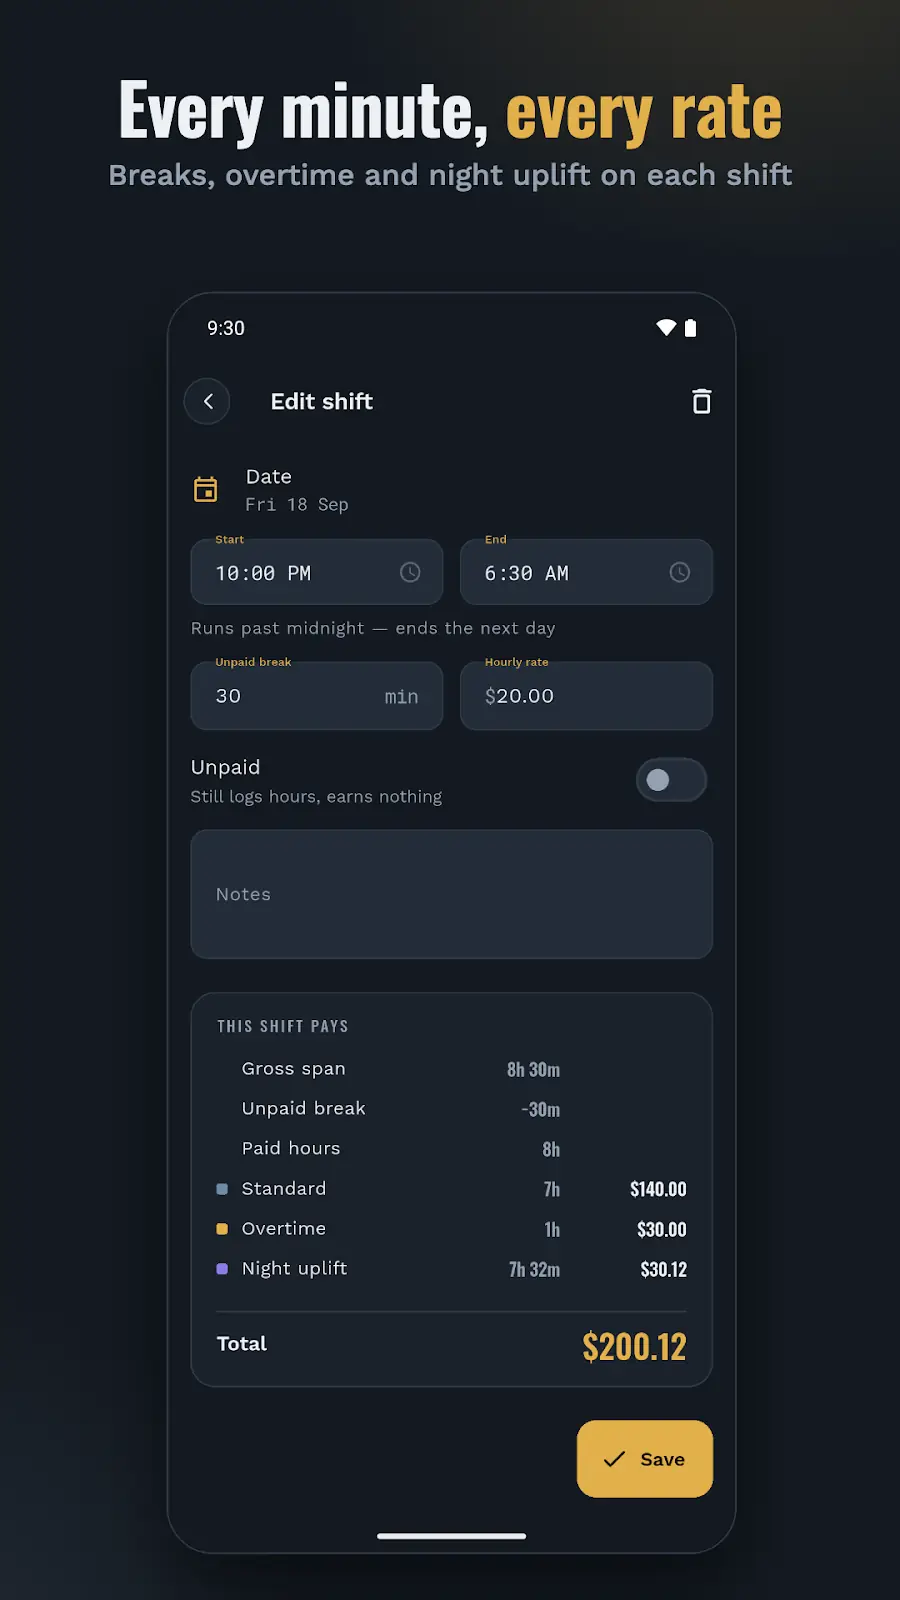 Every minute, every rate
Breaks, overtime and night uplift on each shift
9:30
Edit shift
Date
Fri 18 Sep
Start
10:00 PM
End
6:30 AM
Runs past midnight — ends the next day
Unpaid break
30 min
Hourly rate
$20.00
Unpaid
Still logs hours, earns nothing
Notes
THIS SHIFT PAYS
Gross span 8h 30m
Unpaid break -30m
Paid hours 8h
Standard 7h $140.00
Overtime 1h $30.00
Night uplift 7h 32m $30.12
Total $200.12
Save